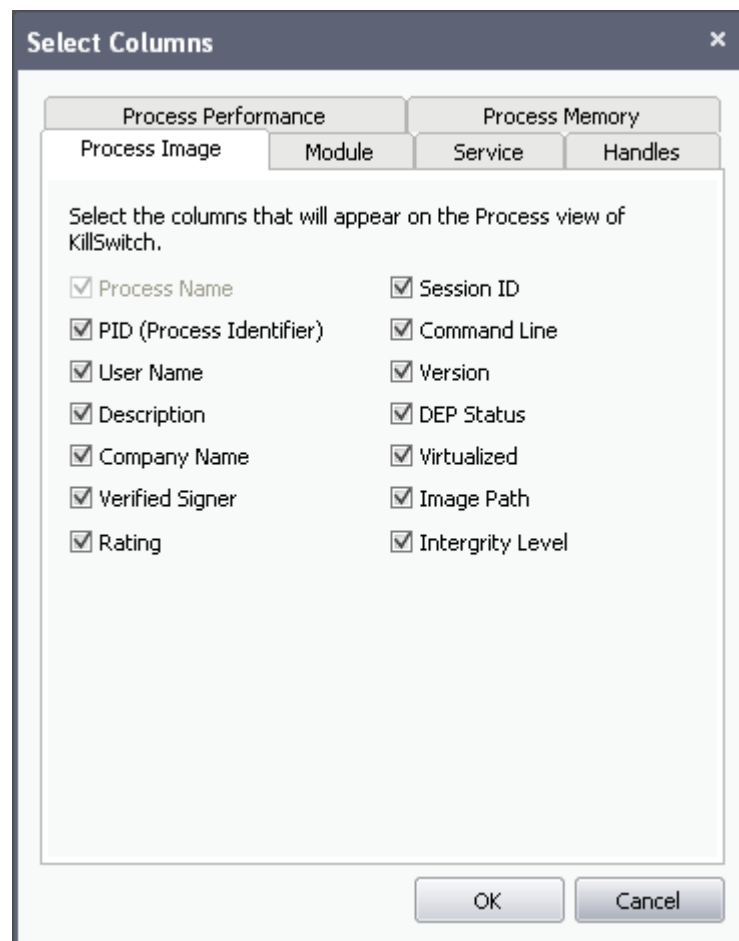 Select Columns
Process Performance
Process Memory
Process Image
Module
Service
Handles
Select the columns that will appear on the Process view of
KillSwitch.
Process Name
PID (Process Identifier)
User Name
Description
Company Name
Verified Signer
Rating
Session ID
Command Line
Version
DEP Status
Virtualized
Image Path
Intergrity Level
OK
Cancel